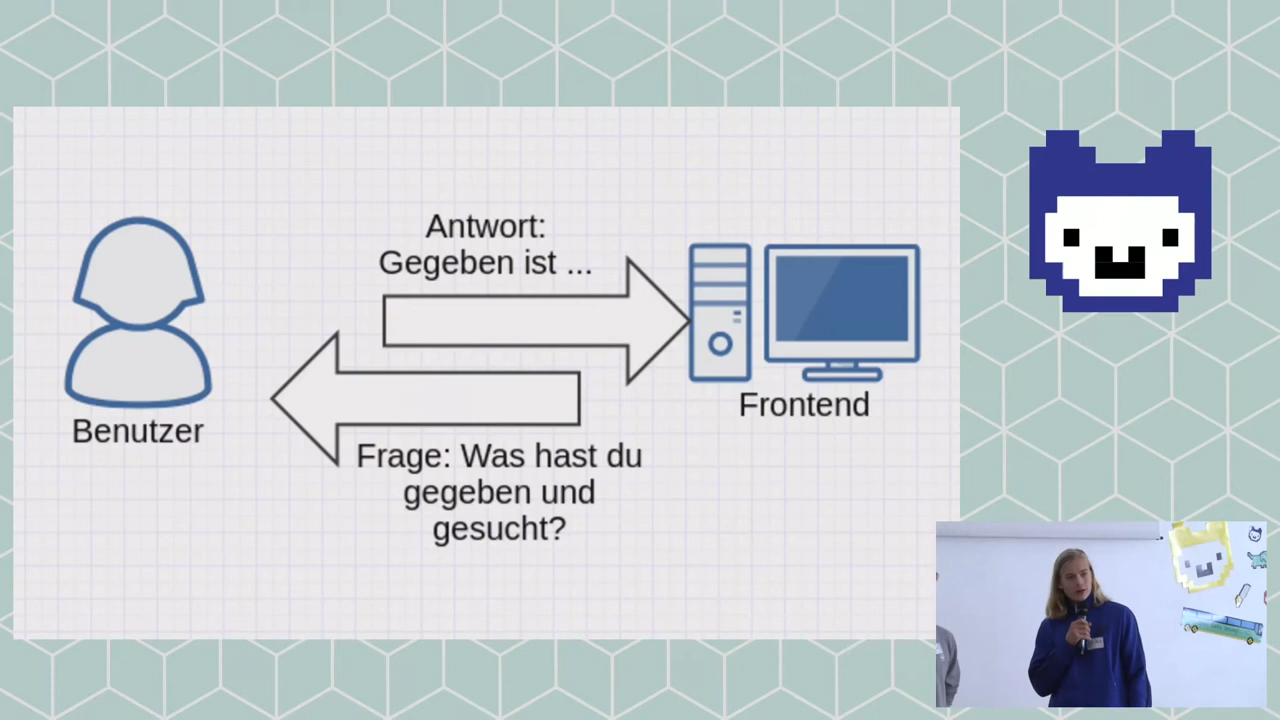 Antwort:
Gegeben ist ...
Benutzer
Frontend
Frage: Was hast du
gegeben und
gesucht?